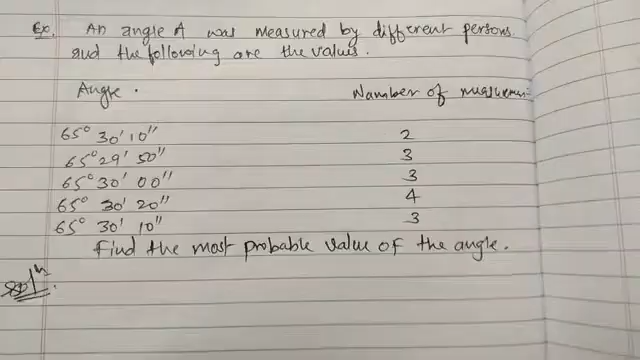 Ex. An angle A was measured by different persons
and the following are the values.
Angle. Number of measuremen
65° 30' 10" 2
65° 29' 50" 3
65° 30' 00" 3
65° 30' 20" 4
65° 30' 10" 3
Find the most probable value of the angle.
Solⁿ